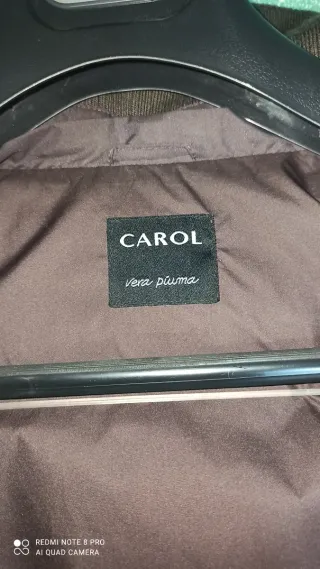 CAROL
vera piuma
REDMI NOTE 8 PRO
AI QUAD CAMERA